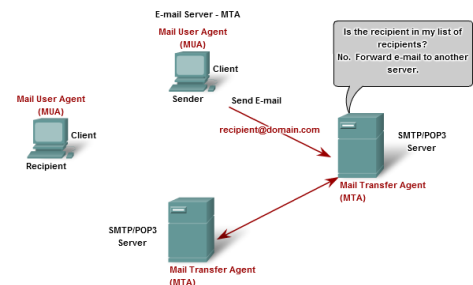 E-mail Server - MTA
Mail User Agent
(MUA)
Client
Sender
Is the recipient in my list of
recipients?
No. Forward e-mail to another
server.
Send E-mail
recipient@domain.com
Mail User Agent
(MUA)
Client
Recipient
SMTP/POP3
Server
Mail Transfer Agent
(MTA)
SMTP/POP3
Server
Mail Transfer Agent
(MTA)